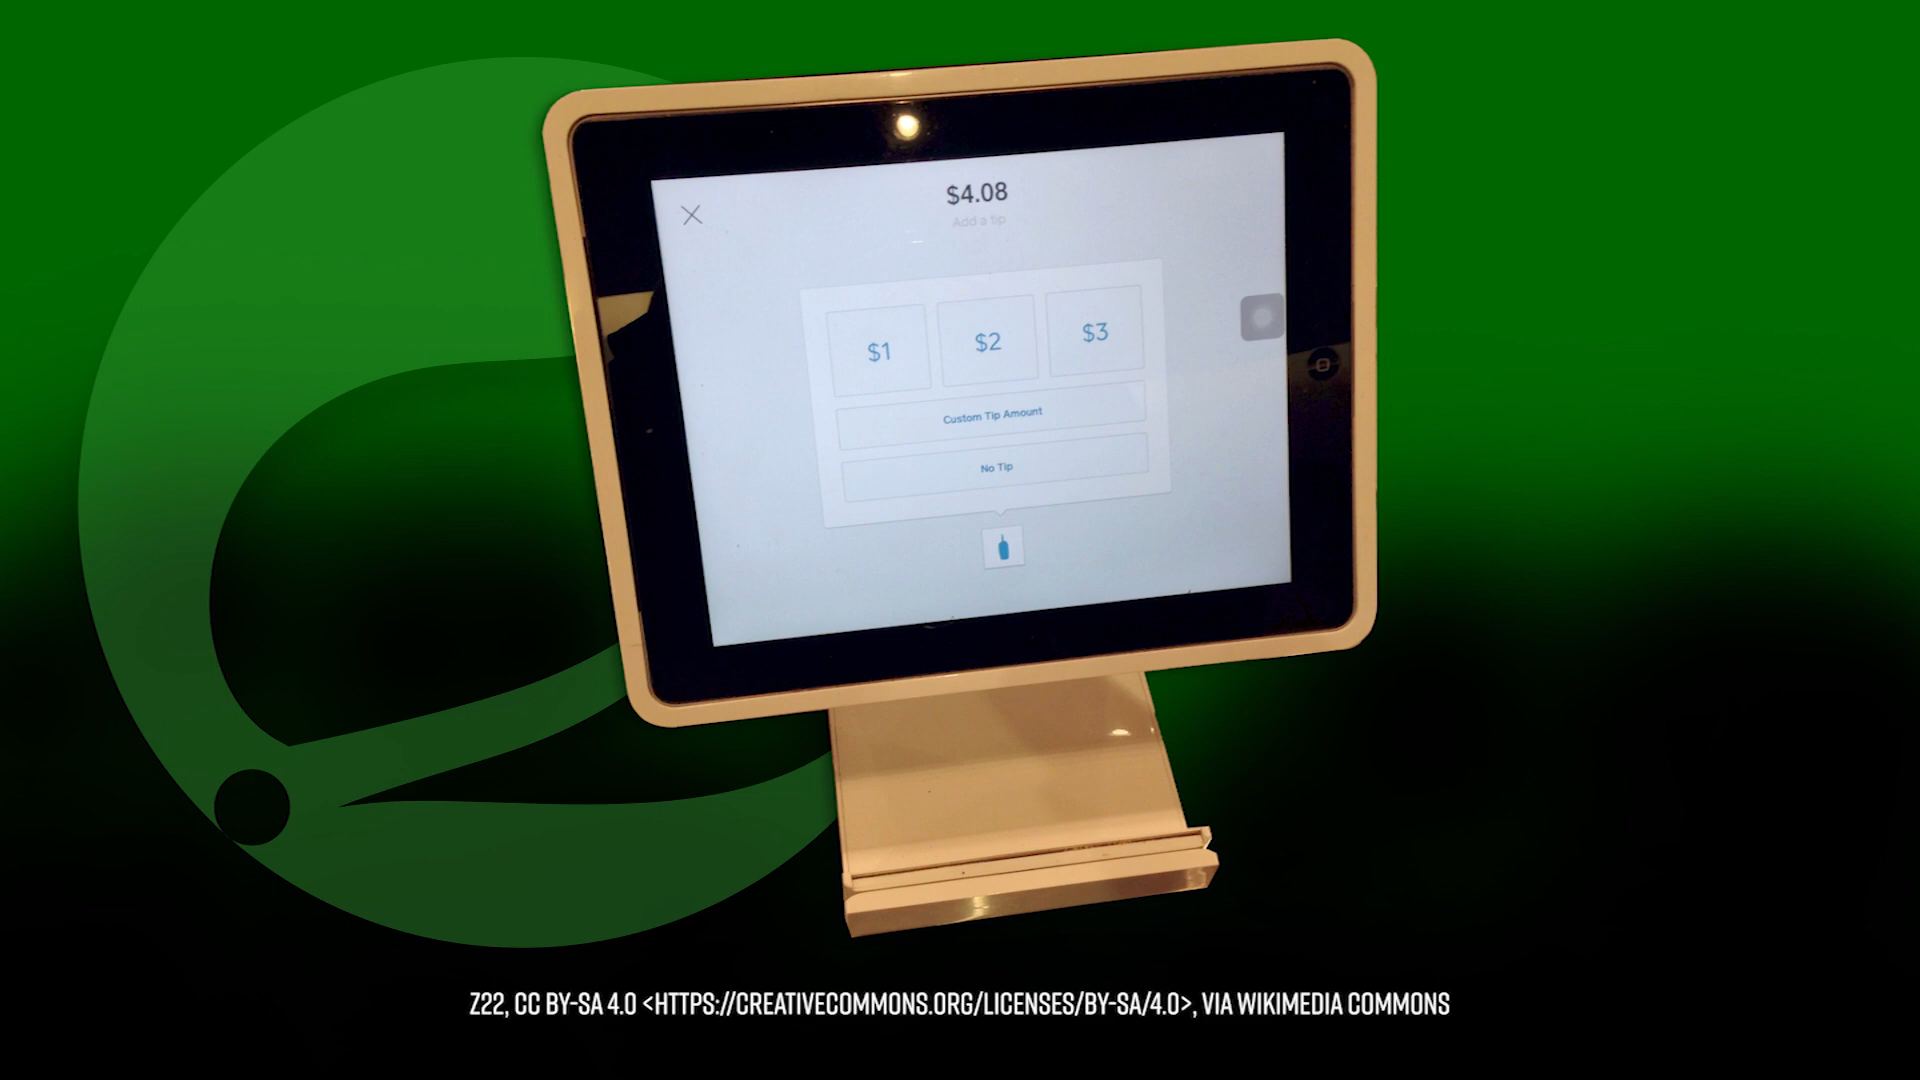 $4.08
Add a tip
$1 $2 $3
Custom Tip Amount
No Tip
Z22, CC BY-SA 4.0 <HTTPS://CREATIVECOMMONS.ORG/LICENSES/BY-SA/4.0>, VIA WIKIMEDIA COMMONS